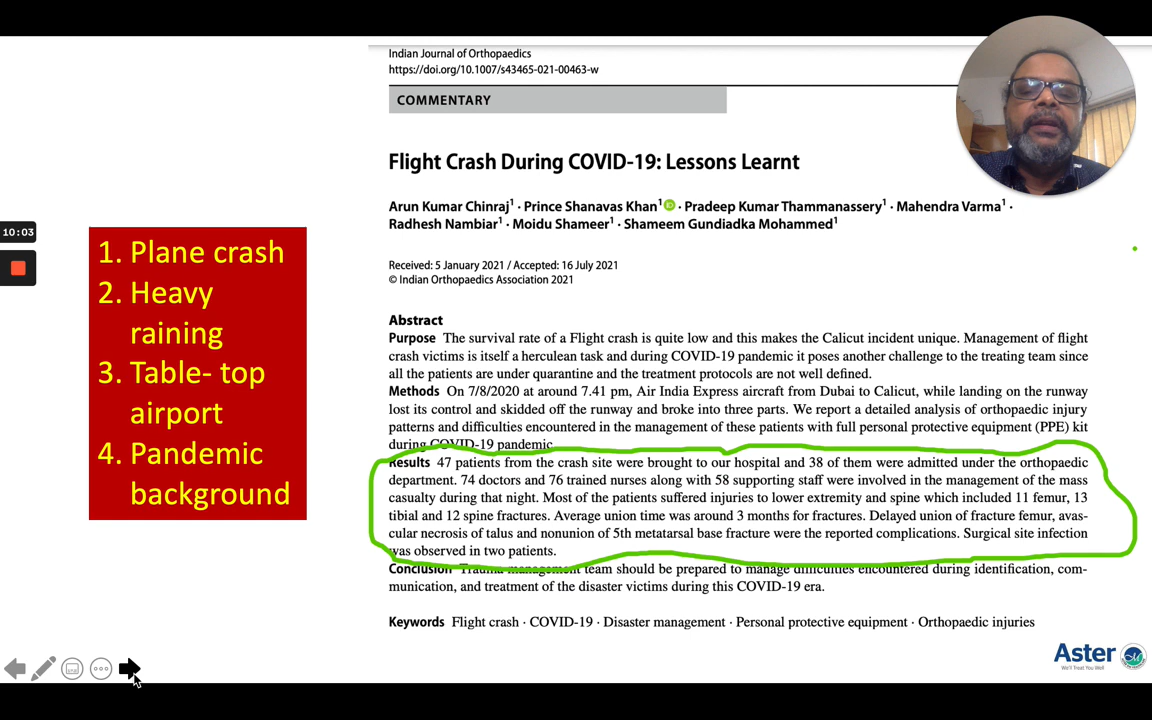 Indian Journal of Orthopaedics
https://doi.org/10.1007/s43465-021-00463-w
COMMENTARY
Flight Crash During COVID-19: Lessons Learnt
Arun Kumar Chinraj1 · Prince Shanavas Khan1 · Pradeep Kumar Thammanassery1 · Mahendra Varma1 ·
Radhesh Nambiar1 · Moidu Shameer1 · Shameem Gundiadka Mohammed1
Received: 5 January 2021 / Accepted: 16 July 2021
© Indian Orthopaedics Association 2021
10:03
1. Plane crash
2. Heavy
raining
3. Table- top
airport
4. Pandemic
background
Abstract
Purpose The survival rate of a Flight crash is quite low and this makes the Calicut incident unique. Management of flight
crash victims is itself a herculean task and during COVID-19 pandemic it poses another challenge to the treating team since
all the patients are under quarantine and the treatment protocols are not well defined.
Methods On 7/8/2020 at around 7.41 pm, Air India Express aircraft from Dubai to Calicut, while landing on the runway
lost its control and skidded off the runway and broke into three parts. We report a detailed analysis of orthopaedic injury
patterns and difficulties encountered in the management of these patients with full personal protective equipment (PPE) kit
during COVID-19 pandemic.
Results 47 patients from the crash site were brought to our hospital and 38 of them were admitted under the orthopaedic
department. 74 doctors and 76 trained nurses along with 58 supporting staff were involved in the management of the mass
casualty during that night. Most of the patients suffered injuries to lower extremity and spine which included 11 femur, 13
tibial and 12 spine fractures. Average union time was around 3 months for fractures. Delayed union of fracture femur, avas-
cular necrosis of talus and nonunion of 5th metatarsal base fracture were the reported complications. Surgical site infection
was observed in two patients.
Conclusion Trauma management team should be prepared to manage difficulties encountered during identification, com-
munication, and treatment of the disaster victims during this COVID-19 era.
Keywords Flight crash · COVID-19 · Disaster management · Personal protective equipment · Orthopaedic injuries
Aster
We'll Treat You Well